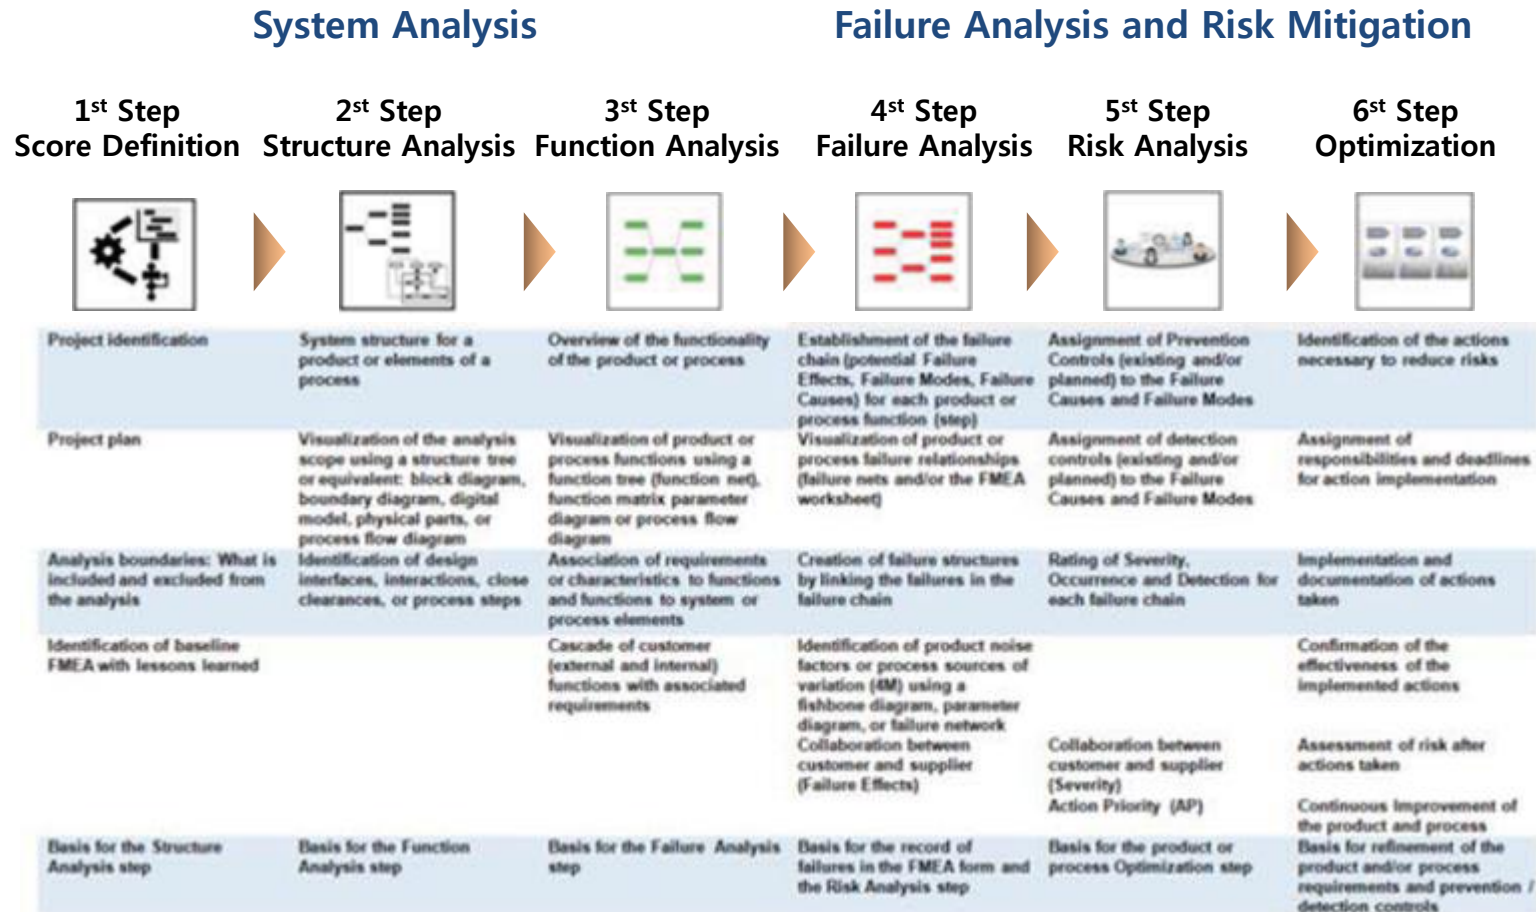 System Analysis
Failure Analysis and Risk Mitigation
1st Step
Score Definition
2st Step
Structure Analysis
3st Step
Function Analysis
4st Step
Failure Analysis
5st Step
Risk Analysis
6st Step
Optimization
Project identification
System structure for a
product or elements of a
process
Overview of the functionality
of the product or process
Establishment of the failure
chain (potential Failure
Effects, Failure Modes, Failure
Causes) for each product or
process function (step)
Assignment of Prevention
Controls (existing and/or
planned) to the Failure
Causes and Failure Modes
Identification of the actions
necessary to reduce risks
Project plan
Visualization of the analysis
scope using a structure tree
or equivalent: block diagram,
boundary diagram, digital
model, physical parts, or
process flow diagram
Visualization of product or
process functions using a
function tree (function net),
function matrix parameter
diagram or process flow
diagram
Visualization of product or
process failure relationships
(failure nets and/or the FMEA
worksheet)
Assignment of detection
controls (existing and/or
planned) to the Failure
Causes and Failure Modes
Assignment of
responsibilities and deadlines
for action implementation
Analysis boundaries: What is
included and excluded from
the analysis
Identification of design
interfaces, interactions, close
clearances, or process steps
Association of requirements
or characteristics to functions
and functions to system or
process elements
Creation of failure structures
by linking the failures in the
failure chain
Rating of Severity,
Occurrence and Detection for
each failure chain
Implementation and
documentation of actions
taken
Identification of baseline
FMEA with lessons learned
Cascade of customer
(external and internal)
functions with associated
requirements
Identification of product noise
factors or process sources of
variation (4M) using a
fishbone diagram, parameter
diagram, or failure network
Confirmation of the
effectiveness of the
implemented actions
Collaboration between
customer and supplier
(Failure Effects)
Collaboration between
customer and supplier
(Severity)
Action Priority (AP)
Assessment of risk after
actions taken
Continuous Improvement of
the product and process
Basis for the Structure
Analysis step
Basis for the Function
Analysis step
Basis for the Failure Analysis
step
Basis for the record of
failures in the FMEA form and
the Risk Analysis step
Basis for the product or
process Optimization step
Basis for refinement of the
product and/or process
requirements and prevention /
detection controls